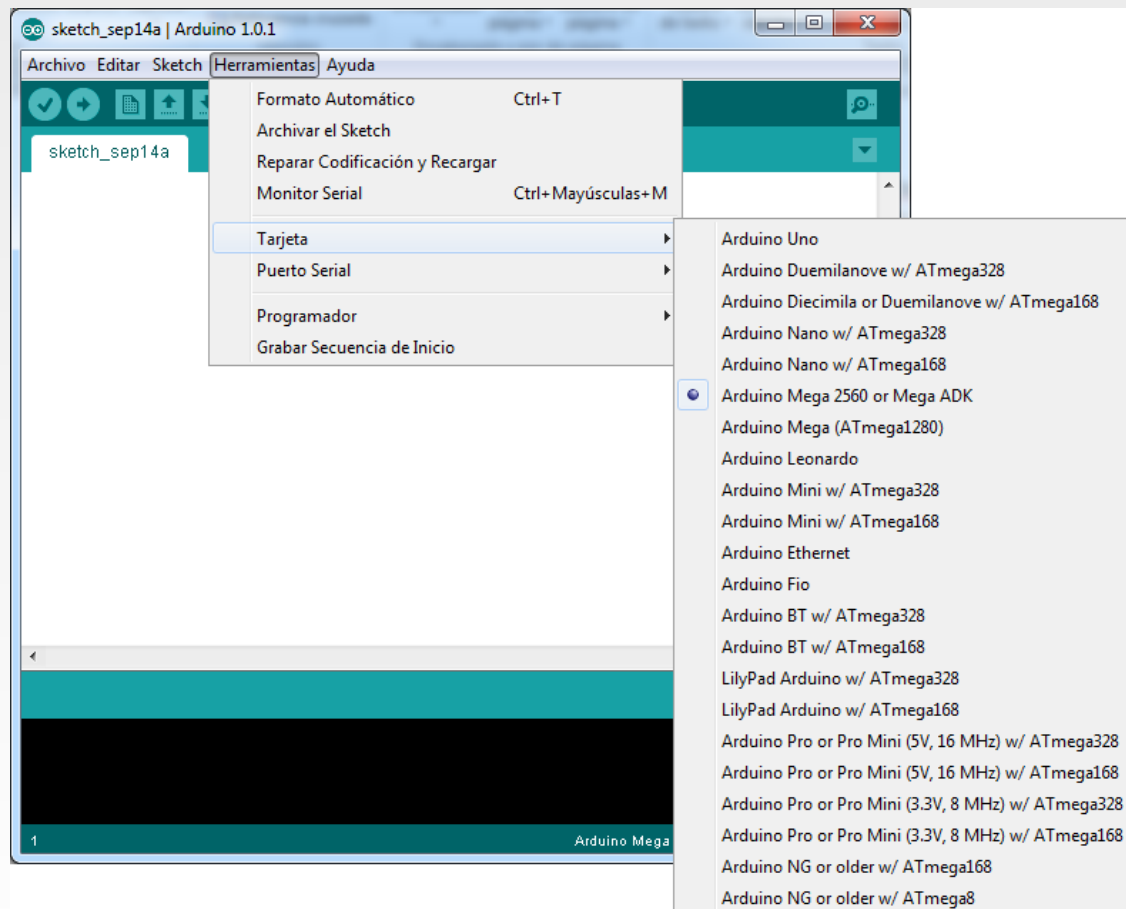 sketch_sep14a | Arduino 1.0.1
Archivo Editar Sketch Herramientas Ayuda
Formato Automático Ctrl+T
Archivar el Sketch
Reparar Codificación y Recargar
Monitor Serial Ctrl+Mayúsculas+M
Tarjeta
Puerto Serial
Programador
Grabar Secuencia de Inicio
sketch_sep14a
Arduino Uno
Arduino Duemilanove w/ ATmega328
Arduino Diecimila or Duemilanove w/ ATmega168
Arduino Nano w/ ATmega328
Arduino Nano w/ ATmega168
Arduino Mega 2560 or Mega ADK
Arduino Mega (ATmega1280)
Arduino Leonardo
Arduino Mini w/ ATmega328
Arduino Mini w/ ATmega168
Arduino Ethernet
Arduino Fio
Arduino BT w/ ATmega328
Arduino BT w/ ATmega168
LilyPad Arduino w/ ATmega328
LilyPad Arduino w/ ATmega168
Arduino Pro or Pro Mini (5V, 16 MHz) w/ ATmega328
Arduino Pro or Pro Mini (5V, 16 MHz) w/ ATmega168
Arduino Pro or Pro Mini (3.3V, 8 MHz) w/ ATmega328
Arduino Pro or Pro Mini (3.3V, 8 MHz) w/ ATmega168
Arduino NG or older w/ ATmega168
Arduino NG or older w/ ATmega8
1 Arduino Mega